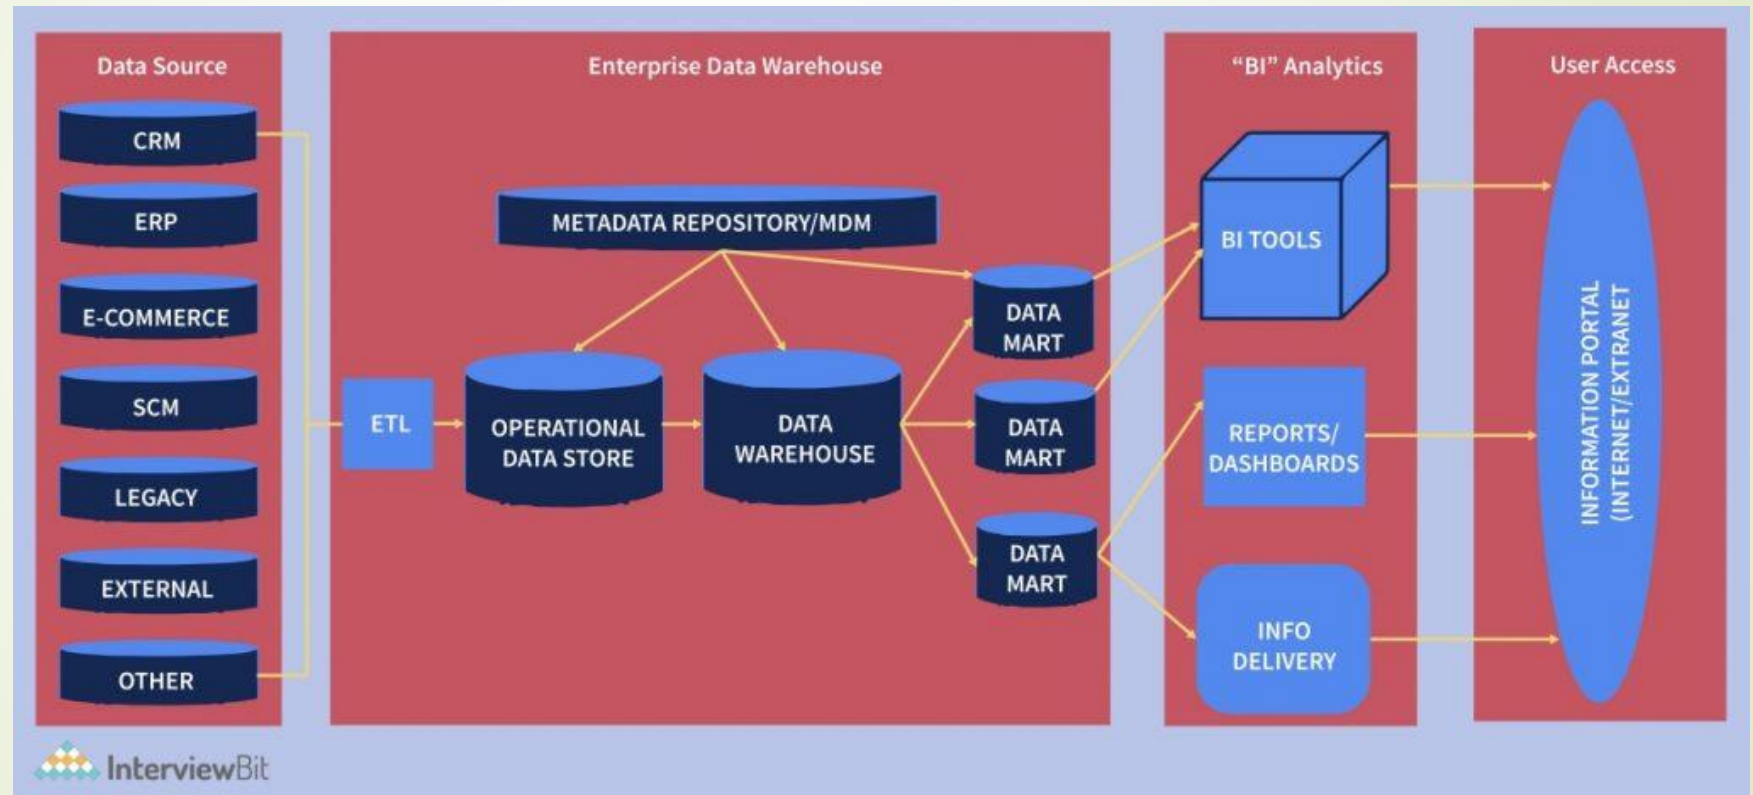 Data Source
CRM
ERP
E-COMMERCE
SCM
LEGACY
EXTERNAL
OTHER
Enterprise Data Warehouse
METADATA REPOSITORY/MDM
ETL
OPERATIONAL
DATA STORE
DATA
WAREHOUSE
DATA
MART
DATA
MART
DATA
MART
“BI” Analytics
BI TOOLS
REPORTS/
DASHBOARDS
INFO
DELIVERY
User Access
INFORMATION PORTAL
(INTERNET/EXTRANET
InterviewBit